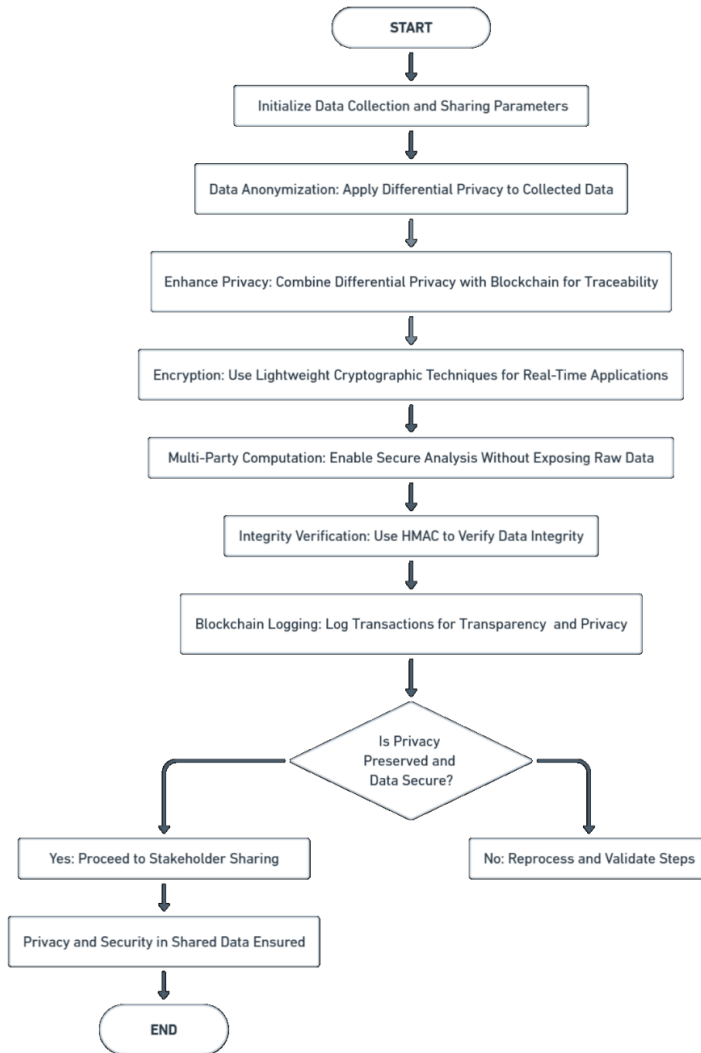 START
Initialize Data Collection and Sharing Parameters
Data Anonymization: Apply Differential Privacy to Collected Data
Enhance Privacy: Combine Differential Privacy with Blockchain for Traceability
Encryption: Use Lightweight Cryptographic Techniques for Real-Time Applications
Multi-Party Computation: Enable Secure Analysis Without Exposing Raw Data
Integrity Verification: Use HMAC to Verify Data Integrity
Blockchain Logging: Log Transactions for Transparency and Privacy
Is Privacy
Preserved and
Data Secure?
Yes: Proceed to Stakeholder Sharing
No: Reprocess and Validate Steps
Privacy and Security in Shared Data Ensured
END